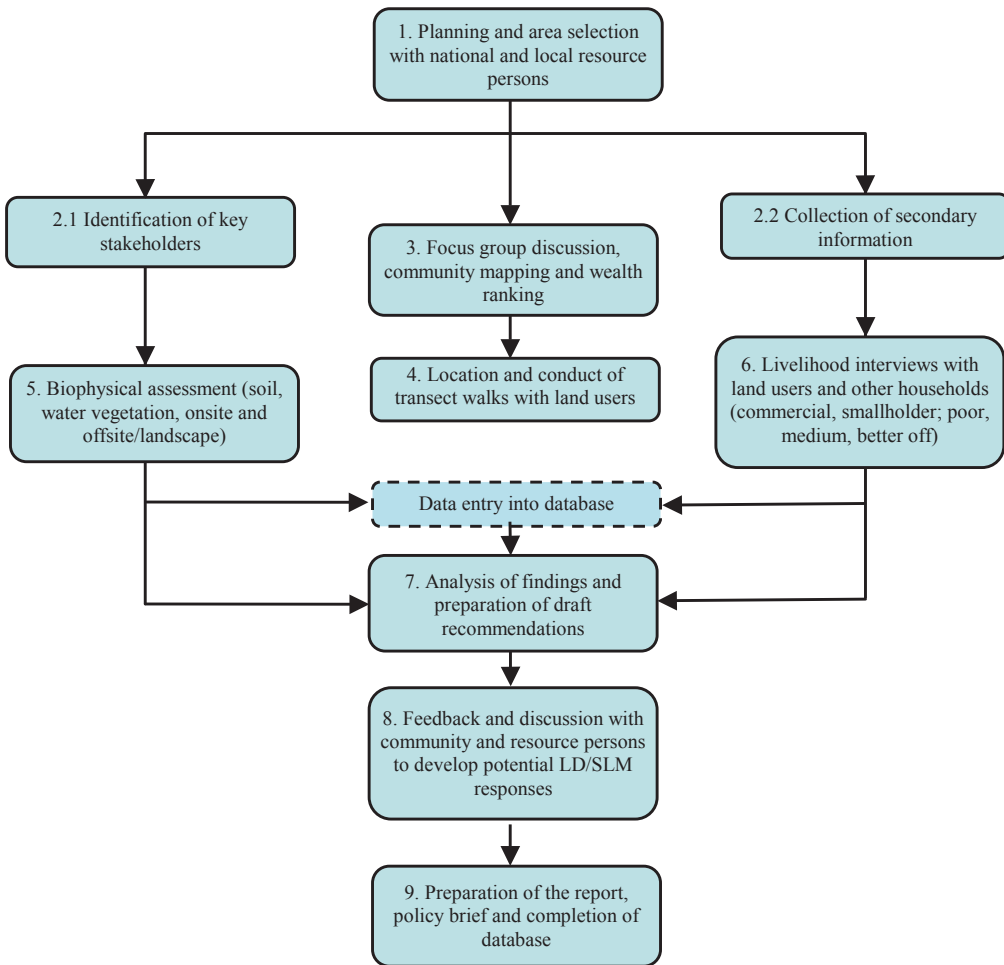 1. Planning and area selection
with national and local resource
persons
2.1 Identification of key
stakeholders
3. Focus group discussion,
community mapping and wealth
ranking
2.2 Collection of secondary
information
5. Biophysical assessment (soil,
water vegetation, onsite and
offsite/landscape)
4. Location and conduct of
transect walks with land users
6. Livelihood interviews with
land users and other households
(commercial, smallholder; poor,
medium, better off)
Data entry into database
7. Analysis of findings and
preparation of draft
recommendations
8. Feedback and discussion with
community and resource persons
to develop potential LD/SLM
responses
9. Preparation of the report,
policy brief and completion of
database